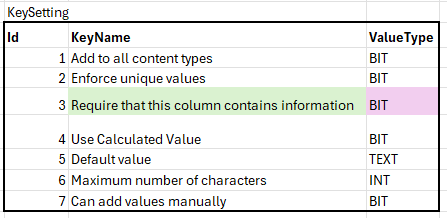 KeySetting
Id KeyName ValueType
1 Add to all content types BIT
2 Enforce unique values BIT
3 Require that this column contains information BIT
4 Use Calculated Value BIT
5 Default value TEXT
6 Maximum number of characters INT
7 Can add values manually BIT